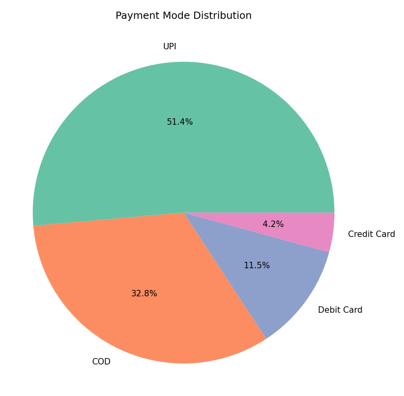 Payment Mode Distribution
UPI
51.4%
4.2%
Credit Card
11.5%
32.8%
Debit Card
COD